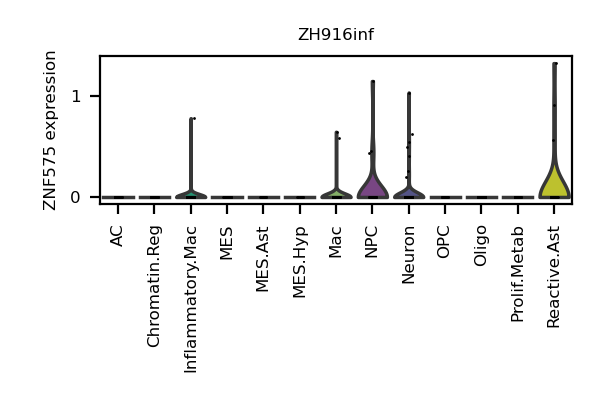 ZH916inf
ZNF575 expression
1
0
AC
Chromatin.Reg
Inflammatory.Mac
MES
MES.Ast
MES.Hyp
Mac
NPC
Neuron
OPC
Oligo
Prolif.Metab
Reactive.Ast